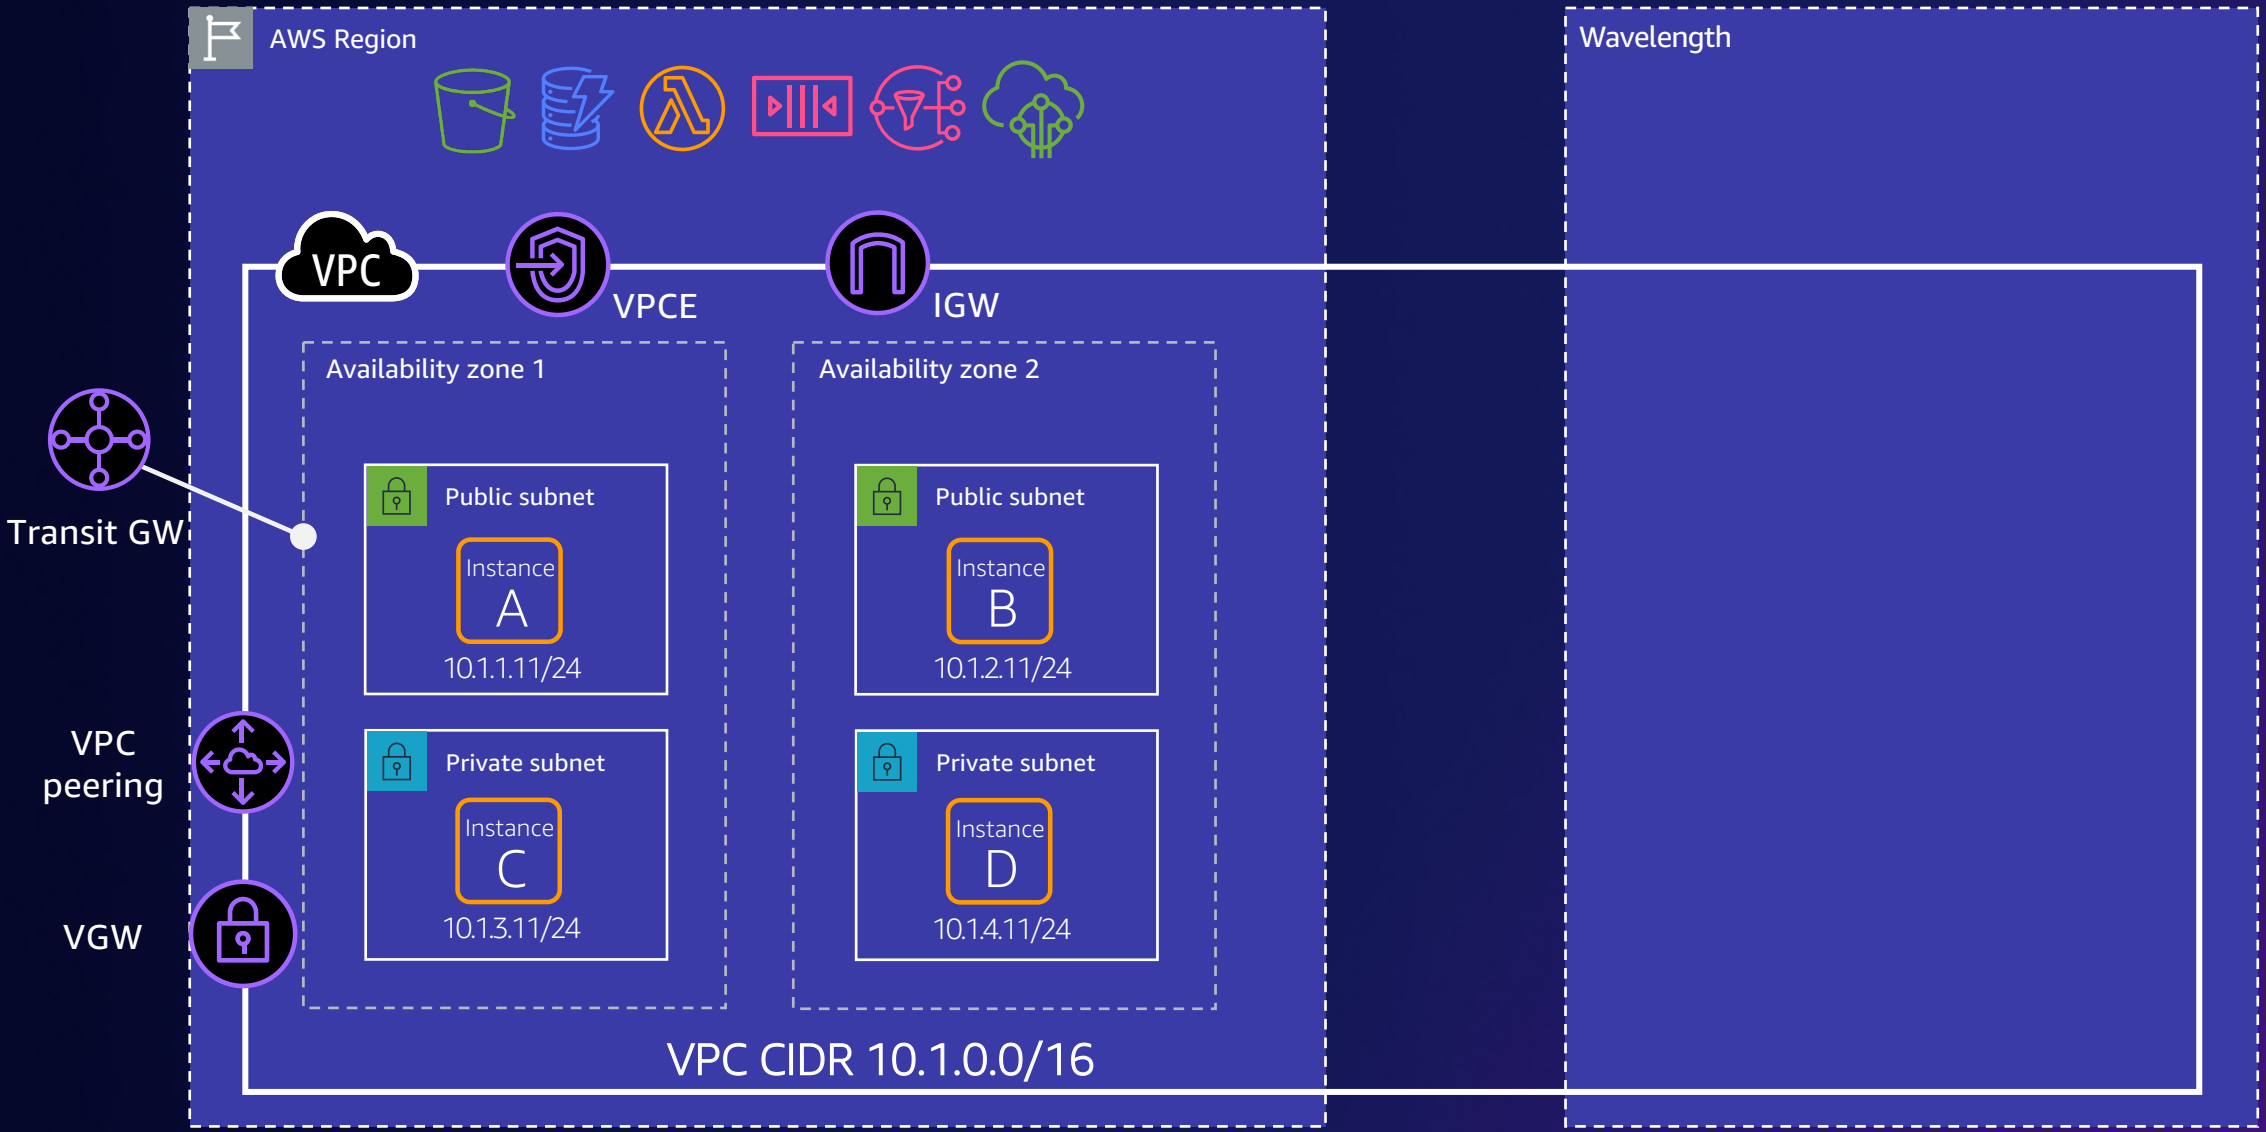 AWS Region
Wavelength
VPC
VPCE
IGW
Availability zone 1
Availability zone 2
Transit GW
Public subnet
Instance
A
10.1.1.11/24
Public subnet
Instance
B
10.1.2.11/24
VPC
peering
Private subnet
Instance
C
10.1.3.11/24
Private subnet
Instance
D
10.1.4.11/24
VGW
VPC CIDR 10.1.0.0/16